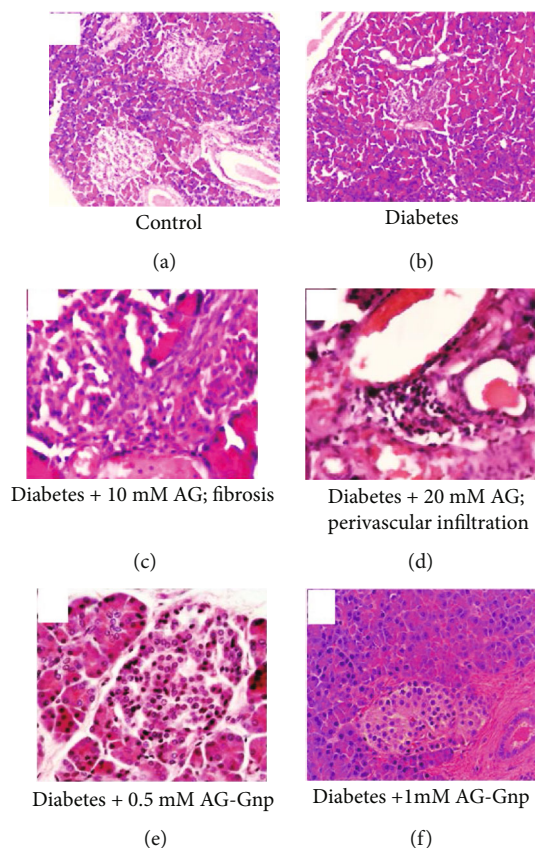 Control
Diabetes
(a)
(b)
Diabetes + 10 mM AG; fibrosis
Diabetes + 20 mM AG;
perivascular infiltration
(c)
(d)
Diabetes + 0.5 mM AG-Gnp
Diabetes +1mM AG-Gnp
(e)
(f)